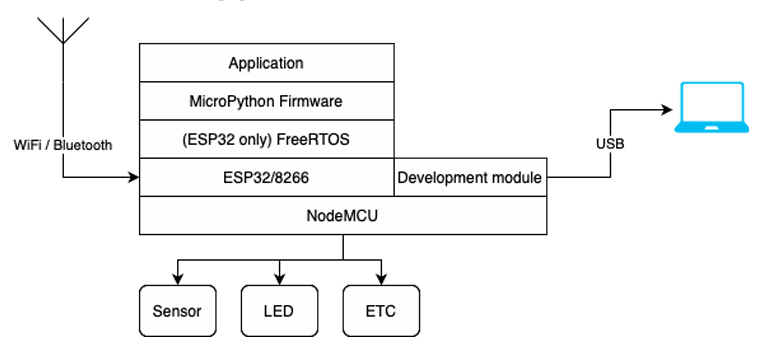 Application
MicroPython Firmware
WiFi / Bluetooth
(ESP32 only) FreeRTOS
USB
ESP32/8266
Development module
NodeMCU
Sensor
LED
ETC